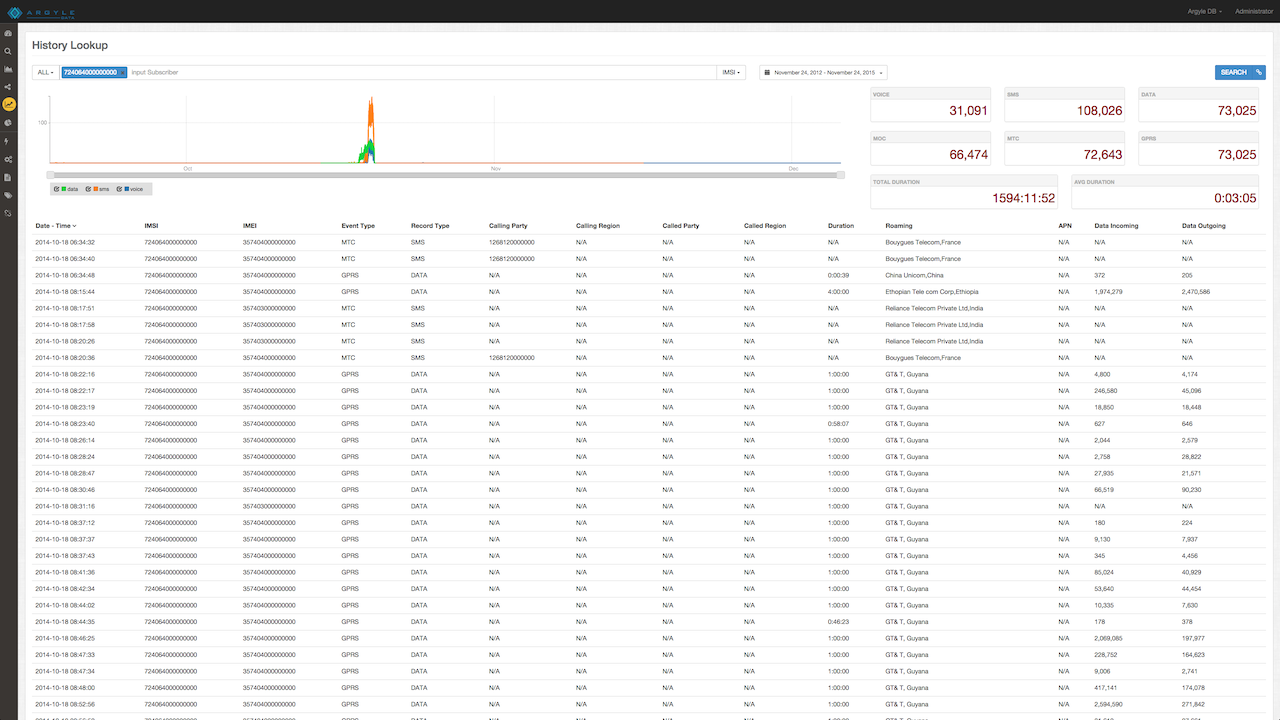 ARGYLE DATA
Argyle DB
Administrator
History Lookup
ALL
724064000000000 ×
input Subscriber
IMSI
November 24, 2012 - November 24, 2015
SEARCH
100
Oct Nov Dec
data sms voice
VOICE SMS DATA
31,091 108,026 73,025
MOC MTC GPRS
66,474 72,643 73,025
TOTAL DURATION AVG DURATION
1594:11:52 0:03:05
Date - Time IMSI IMEI Event Type Record Type Calling Party Calling Region Called Party Called Region Duration Roaming APN Data Incoming Data Outgoing
2014-10-18 06:34:32 724064000000000 357404000000000 MTC SMS 1268120000000 N/A N/A N/A N/A Bouygues Telecom,France N/A N/A N/A
2014-10-18 06:34:40 724064000000000 357404000000000 MTC SMS 1268120000000 N/A N/A N/A N/A Bouygues Telecom,France N/A N/A N/A
2014-10-18 06:34:48 724064000000000 357404000000000 GPRS DATA N/A N/A N/A N/A 0:00:39 China Unicom,China N/A 372 205
2014-10-18 08:15:44 724064000000000 357404000000000 GPRS DATA N/A N/A N/A N/A 4:00:00 Ethopian Tele com Corp,Ethiopia N/A 1,974,279 2,470,586
2014-10-18 08:17:51 724064000000000 357403000000000 MTC SMS N/A N/A N/A N/A N/A Reliance Telecom Private Ltd,India N/A N/A N/A
2014-10-18 08:17:58 724064000000000 357403000000000 MTC SMS N/A N/A N/A N/A N/A Reliance Telecom Private Ltd,India N/A N/A N/A
2014-10-18 08:20:26 724064000000000 357403000000000 MTC SMS N/A N/A N/A N/A N/A Reliance Telecom Private Ltd,India N/A N/A N/A
2014-10-18 08:20:36 724064000000000 357404000000000 MTC SMS 1268120000000 N/A N/A N/A N/A Bouygues Telecom,France N/A N/A N/A
2014-10-18 08:22:16 724064000000000 357404000000000 GPRS DATA N/A N/A N/A N/A 1:00:00 GT& T, Guyana N/A 4,800 4,174
2014-10-18 08:22:17 724064000000000 357404000000000 GPRS DATA N/A N/A N/A N/A 1:00:00 GT& T, Guyana N/A 246,580 45,096
2014-10-18 08:23:19 724064000000000 357404000000000 GPRS DATA N/A N/A N/A N/A 1:00:00 GT& T, Guyana N/A 18,850 18,448
2014-10-18 08:23:40 724064000000000 357404000000000 GPRS DATA N/A N/A N/A N/A 0:58:07 GT& T, Guyana N/A 627 646
2014-10-18 08:26:14 724064000000000 357404000000000 GPRS DATA N/A N/A N/A N/A 1:00:00 GT& T, Guyana N/A 2,044 2,579
2014-10-18 08:28:24 724064000000000 357404000000000 GPRS DATA N/A N/A N/A N/A 1:00:00 GT& T, Guyana N/A 2,758 28,822
2014-10-18 08:28:47 724064000000000 357404000000000 GPRS DATA N/A N/A N/A N/A 1:00:00 GT& T, Guyana N/A 27,935 21,571
2014-10-18 08:30:46 724064000000000 357404000000000 GPRS DATA N/A N/A N/A N/A 1:00:00 GT& T, Guyana N/A 66,519 90,230
2014-10-18 08:31:16 724064000000000 357403000000000 GPRS DATA N/A N/A N/A N/A 1:00:00 GT& T, Guyana N/A N/A N/A
2014-10-18 08:37:12 724064000000000 357404000000000 GPRS DATA N/A N/A N/A N/A 1:00:00 GT& T, Guyana N/A 180 224
2014-10-18 08:37:37 724064000000000 357404000000000 GPRS DATA N/A N/A N/A N/A 1:00:00 GT& T, Guyana N/A 9,130 7,937
2014-10-18 08:37:43 724064000000000 357404000000000 GPRS DATA N/A N/A N/A N/A 1:00:00 GT& T, Guyana N/A 345 4,456
2014-10-18 08:41:36 724064000000000 357404000000000 GPRS DATA N/A N/A N/A N/A 1:00:00 GT& T, Guyana N/A 85,024 40,929
2014-10-18 08:42:34 724064000000000 357404000000000 GPRS DATA N/A N/A N/A N/A 1:00:00 GT& T, Guyana N/A 53,640 44,454
2014-10-18 08:44:02 724064000000000 357404000000000 GPRS DATA N/A N/A N/A N/A 1:00:00 GT& T, Guyana N/A 10,335 7,630
2014-10-18 08:44:35 724064000000000 357404000000000 GPRS DATA N/A N/A N/A N/A 0:46:23 GT& T, Guyana N/A 178 378
2014-10-18 08:46:25 724064000000000 357404000000000 GPRS DATA N/A N/A N/A N/A 1:00:00 GT& T, Guyana N/A 2,069,085 197,977
2014-10-18 08:47:33 724064000000000 357404000000000 GPRS DATA N/A N/A N/A N/A 1:00:00 GT& T, Guyana N/A 228,752 164,623
2014-10-18 08:47:34 724064000000000 357404000000000 GPRS DATA N/A N/A N/A N/A 1:00:00 GT& T, Guyana N/A 9,006 2,741
2014-10-18 08:48:00 724064000000000 357404000000000 GPRS DATA N/A N/A N/A N/A 1:00:00 GT& T, Guyana N/A 417,141 174,078
2014-10-18 08:52:56 724064000000000 357404000000000 GPRS DATA N/A N/A N/A N/A 1:00:00 GT& T, Guyana N/A 2,594,590 271,842